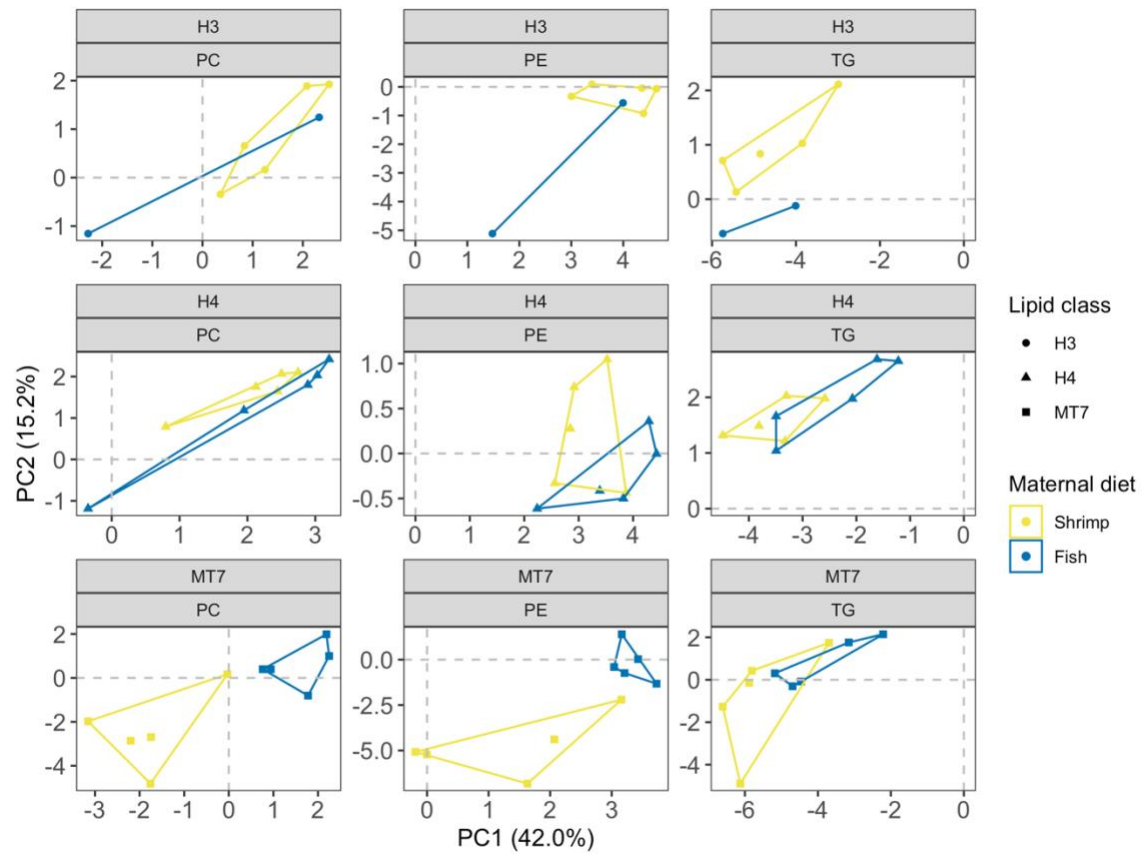 H3 H3 H3
PC PE TG
2 1 0 -1
-2 -1 0 1 2
0 -1 -2 -3 -4 -5
0 1 2 3 4
2 1 0
-6 -4 -2 0
H4 H4 H4
PC PE TG
2 1 0 -1
0 1 2 3
1.0 0.5 0.0 -0.5
0 1 2 3 4
2 1 0
-4 -3 -2 -1 0
MT7 MT7 MT7
PC PE TG
2 0 -2 -4
-3 -2 -1 0 1 2
0.0 -2.5 -5.0
0 1 2 3
2 0 -2 -4
-6 -4 -2 0
PC2 (15.2%)
PC1 (42.0%)
Lipid class
H3
H4
MT7
Maternal diet
Shrimp
Fish